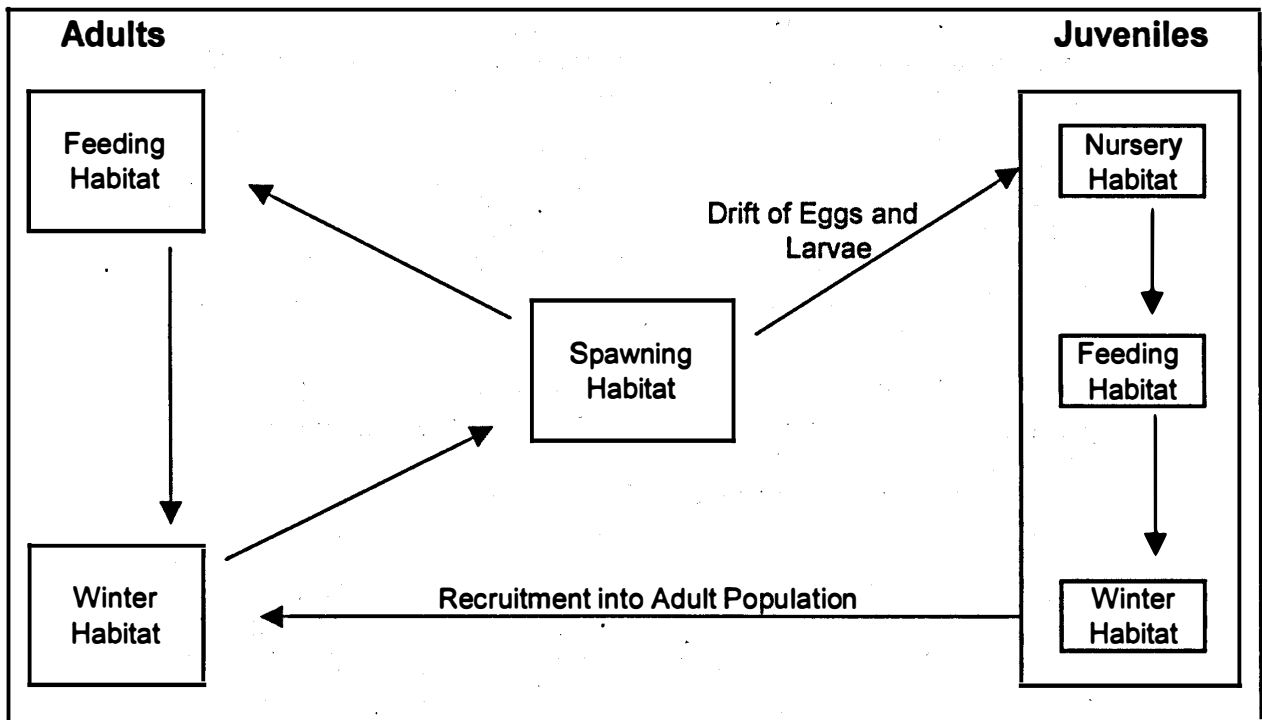 Adults
Juveniles
Feeding
Habitat
Nursery
Habitat
Drift of Eggs and
Larvae
Spawning
Habitat
Feeding
Habitat
Winter
Habitat
Recruitment into Adult Population
Winter
Habitat